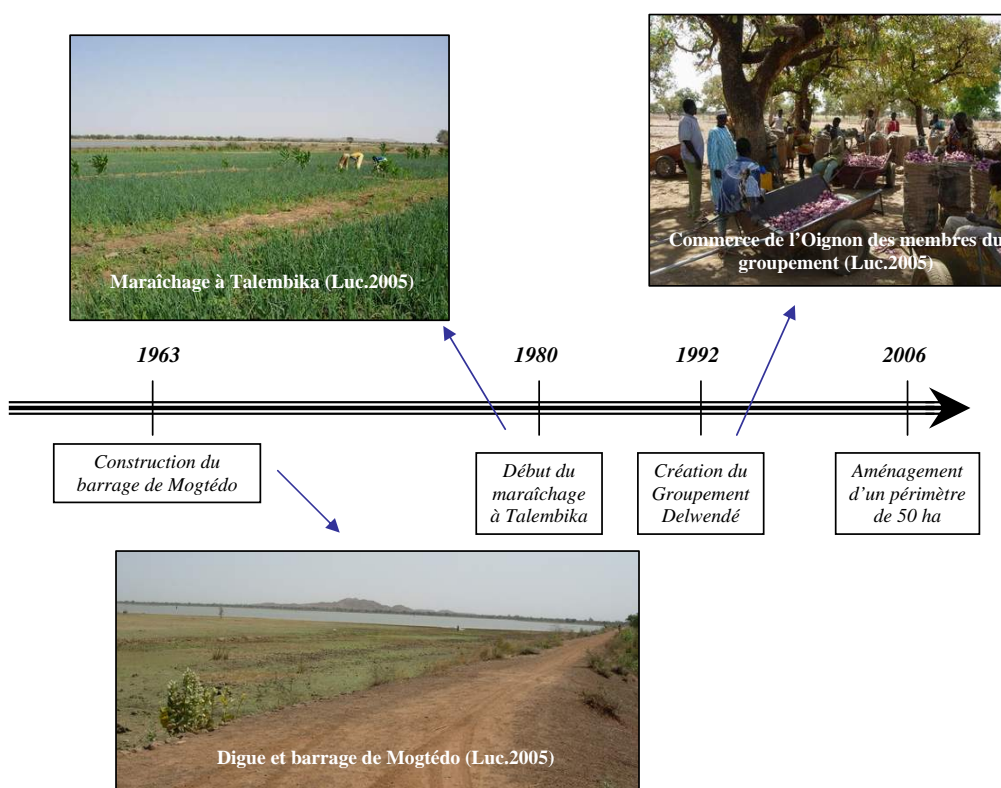 Maraîchage à Talembika (Luc.2005)
Commerce de l'Oignon des membres du
groupement (Luc.2005)
1963
1980
1992
2006
Construction du
barrage de Mogtédo
Début du
maraîchage
à Talembika
Création du
Groupement
Delwendé
Aménagement
d'un périmètre
de 50 ha
Digue et barrage de Mogtédo (Luc.2005)